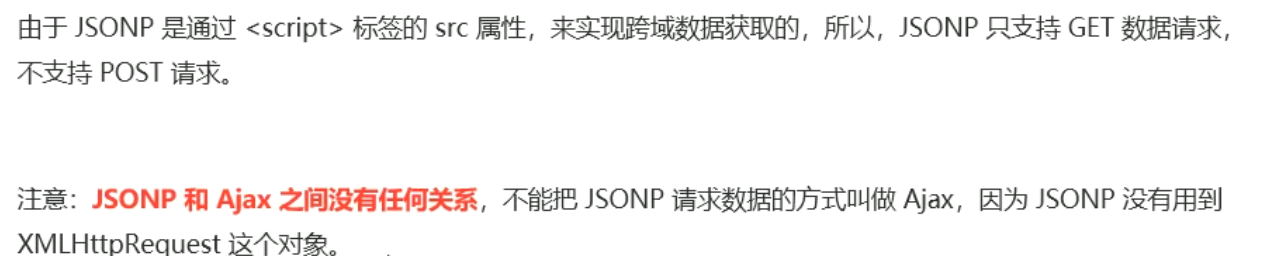 由于 JSONP 是通过 <script> 标签的 src 属性，来实现跨域数据获取的，所以，JSONP 只支持 GET 数据请求，
不支持 POST 请求。
注意：JSONP 和 Ajax 之间没有任何关系，不能把 JSONP 请求数据的方式叫做 Ajax，因为 JSONP 没有用到
XMLHttpRequest 这个对象。